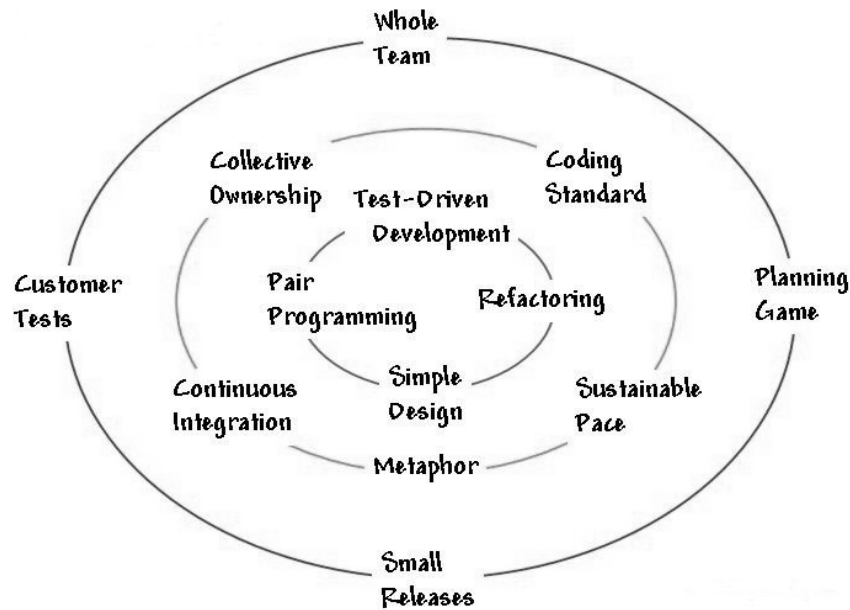 Whole
Team
Collective
Ownership
Coding
Standard
Test-Driven
Development
Customer
Tests
Pair
Programming
Refactoring
Planning
Game
Continuous
Integration
Simple
Design
Sustainable
Pace
Metaphor
Small
Releases